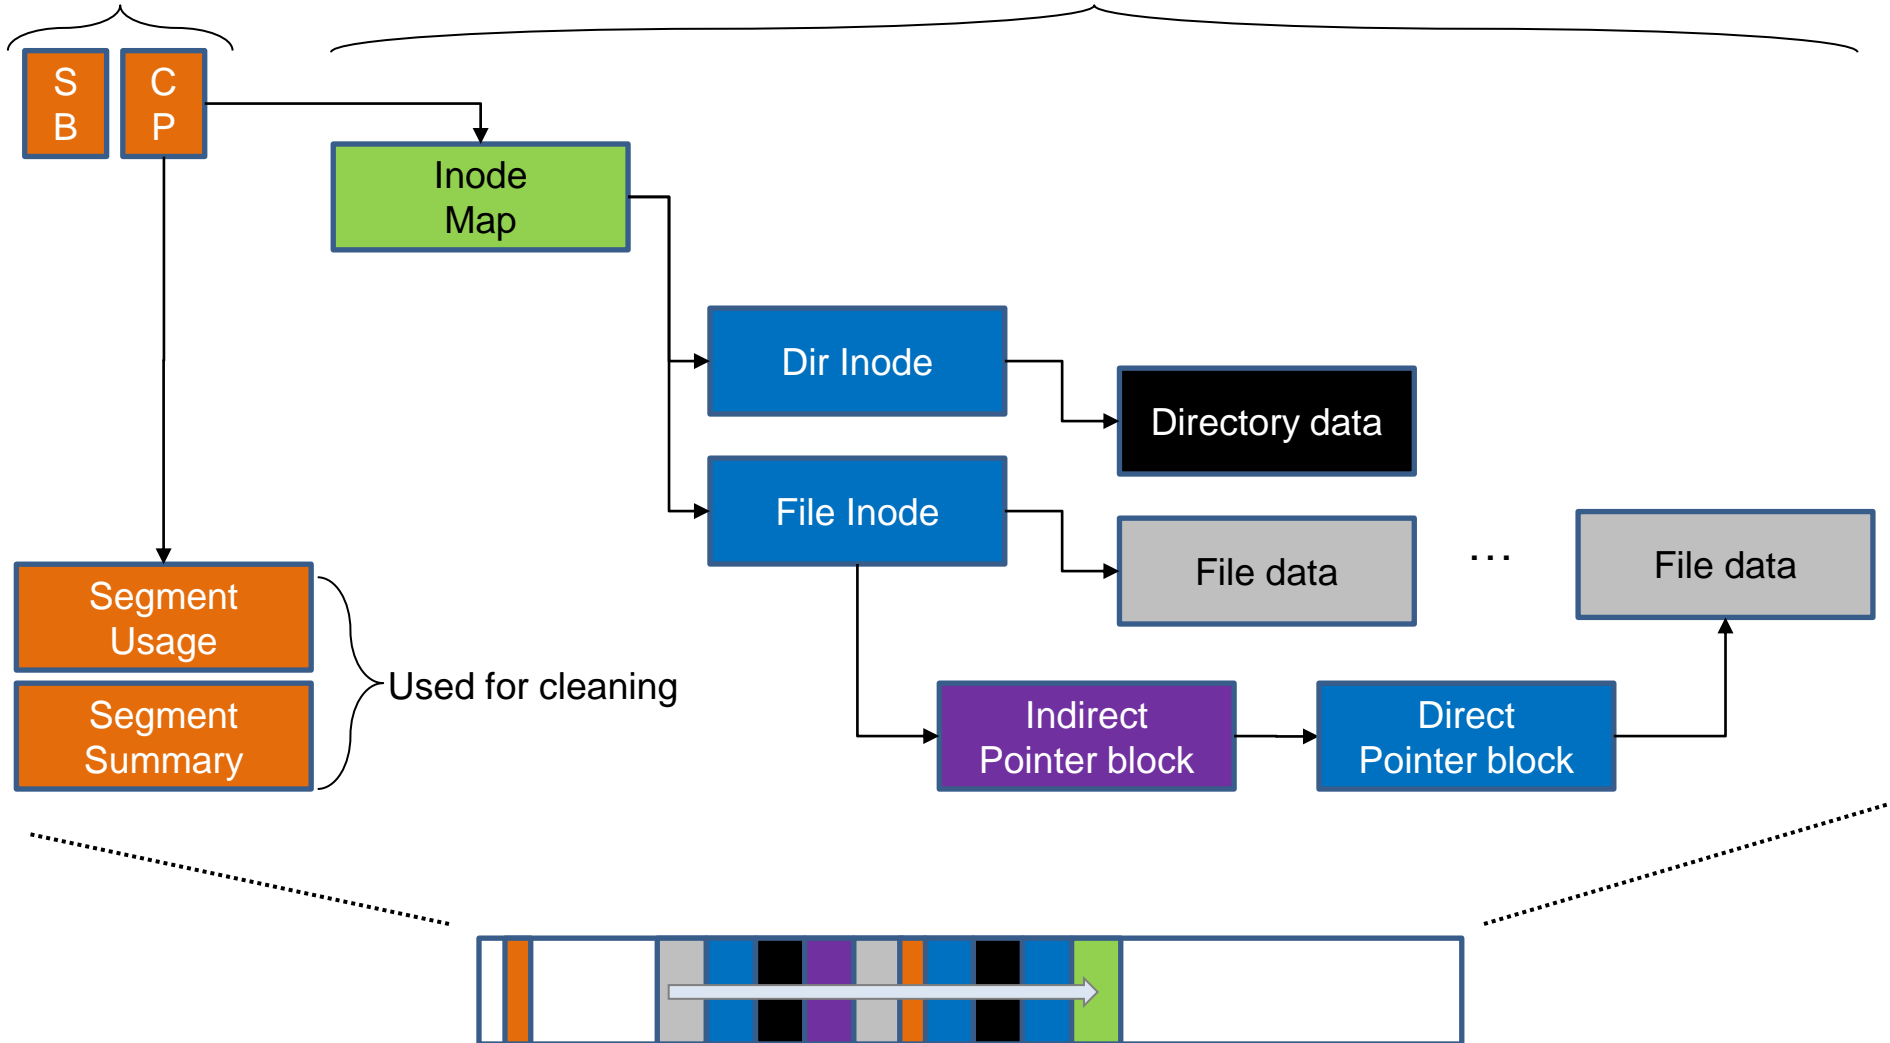 S
B
C
P
Inode
Map
Dir Inode
Directory data
File Inode
File data
...
File data
Segment
Usage
Used for cleaning
Segment
Summary
Indirect
Pointer block
Direct
Pointer block